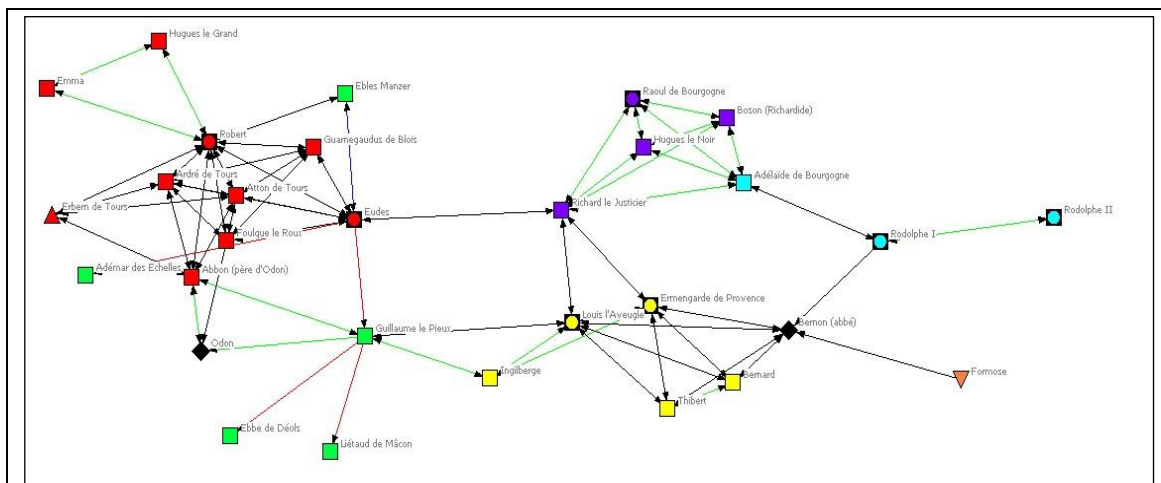 Hugues le Grand
Emma
Ebles Manzer
Raoul de Bourgogne
Boson (Richardide)
Robert
Guarnegaudus de Blois
Hugues le Noir
Ardré de Tours
Adélaïde de Bourgogne
Atton de Tours
Erbern de Tours
Eudes
Richard le Justicier
Rodolphe II
Foulque le Roux
Rodolphe I
Adémar des Echelles
Abbon (père d'Odon)
Ermengarde de Provence
Louis l'Aveugle
Bernon (abbé)
Guillaume le Pieux
Odon
Ingilberge
Bernard
Formose
Thibert
Ebbe de Déols
Liétaud de Mâcon